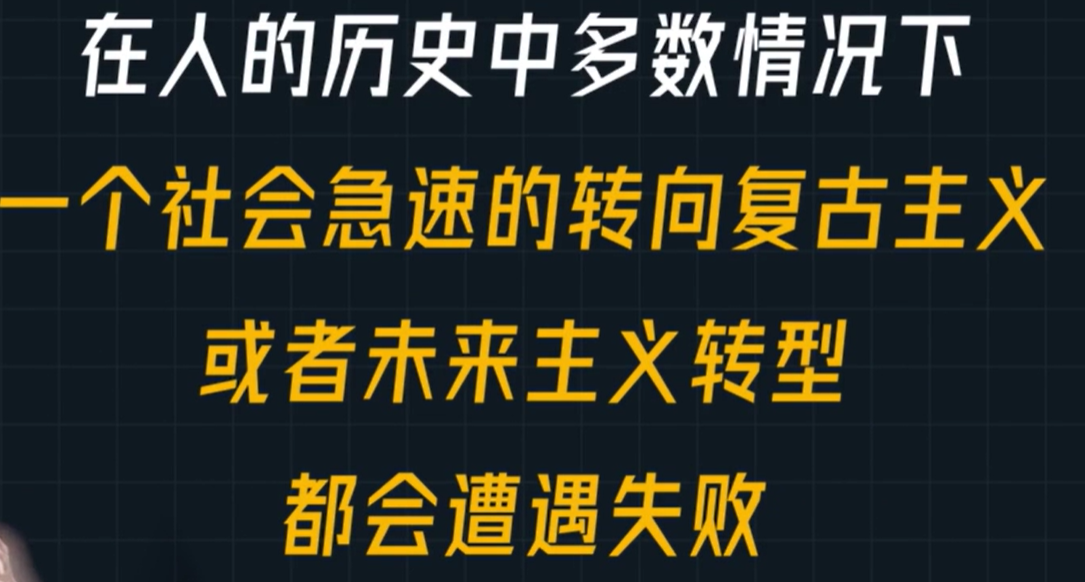 在人的历史中多数情况下
一个社会急速的转向复古主义
或者未来主义转型
都会遭遇失败